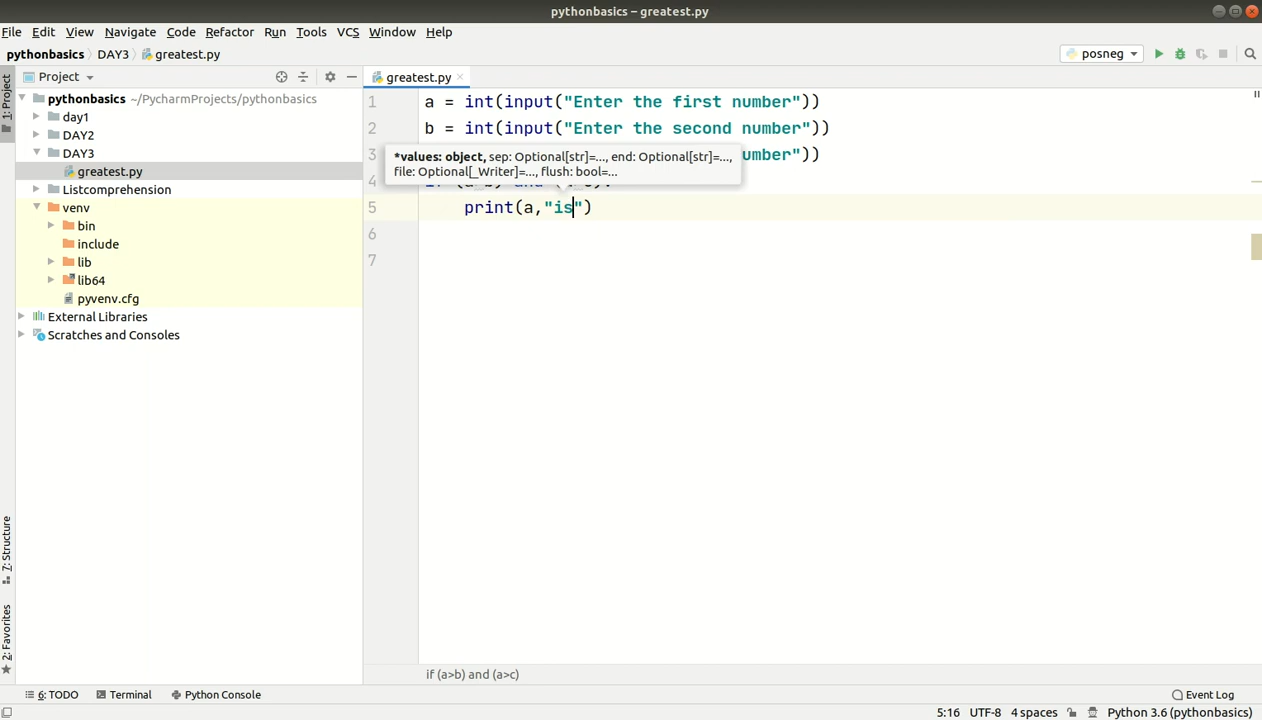 pythonbasics – greatest.py
File Edit View Navigate Code Refactor Run Tools VCS Window Help
pythonbasics DAY3 greatest.py posneg
1: Project
Project
greatest.py
pythonbasics ~/PycharmProjects/pythonbasics
day1
DAY2
DAY3
greatest.py
Listcomprehension
venv
bin
include
lib
lib64
pyvenv.cfg
External Libraries
Scratches and Consoles
7: Structure
2: Favorites
1 a = int(input("Enter the first number"))
2 b = int(input("Enter the second number"))
*values: object, sep: Optional[str]=..., end: Optional[str]=...,
file: Optional[_Writer]=..., flush: bool=...
3 umber"))
4
5 print(a,"is")
6
7
if (a>b) and (a>c)
6: TODO Terminal Python Console Event Log
5:16 UTF-8 4 spaces Python 3.6 (pythonbasics)